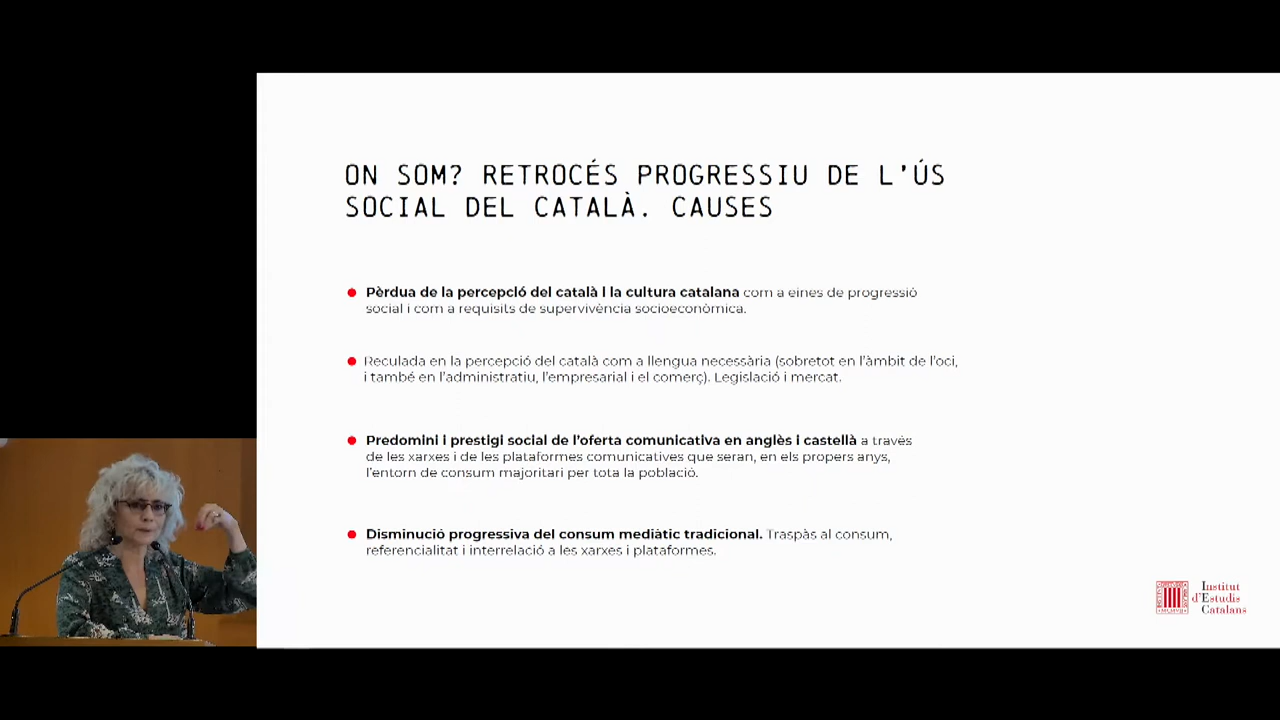 ON SOM? RETROCÉS PROGRESSIU DE L'ÚS
SOCIAL DEL CATALÀ. CAUSES
Pèrdua de la percepció del català i la cultura catalana com a eines de progressió
social i com a requisits de supervivència socioeconòmica.
Reculada en la percepció del català com a llengua necessària (sobretot en l'àmbit de l'oci,
i també en l'administratiu, l'empresarial i el comerç). Legislació i mercat.
Predomini i prestigi social de l'oferta comunicativa en anglès i castellà a través
de les xarxes i de les plataformes comunicatives que seran, en els propers anys,
l'entorn de consum majoritari per tota la població.
Disminució progressiva del consum mediàtic tradicional. Traspàs al consum,
referencialitat i interrelació a les xarxes i plataformes.
Institut
d'Estudis
Catalans